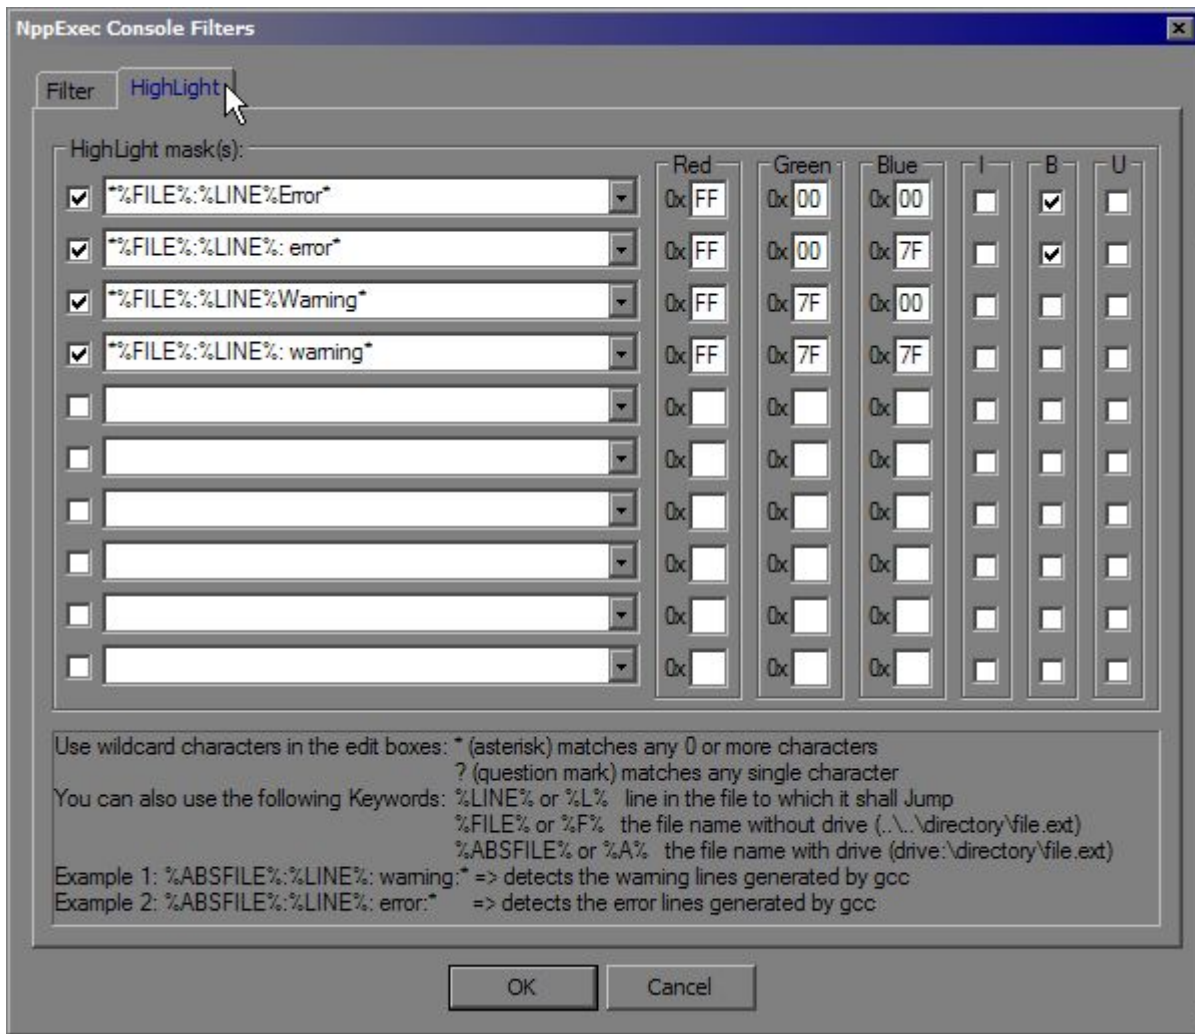 NppExec Console Filters
Filter HighLight
HighLight mask(s): Red Green Blue I B U
*%FILE%:%LINE%Error* 0x FF 0x 00 0x 00
*%FILE%:%LINE%: error* 0x FF 0x 00 0x 7F
*%FILE%:%LINE%Warning* 0x FF 0x 7F 0x 00
*%FILE%:%LINE%: warning* 0x FF 0x 7F 0x 7F
0x 0x 0x
0x 0x 0x
0x 0x 0x
0x 0x 0x
0x 0x 0x
0x 0x 0x
Use wildcard characters in the edit boxes: * (asterisk) matches any 0 or more characters
? (question mark) matches any single character
You can also use the following Keywords: %LINE% or %L% line in the file to which it shall Jump
%FILE% or %F% the file name without drive (..\..\directory\file.ext)
%ABSFILE% or %A% the file name with drive (drive:\directory\file.ext)
Example 1: %ABSFILE%:%LINE%: warning:* => detects the warning lines generated by gcc
Example 2: %ABSFILE%:%LINE%: error:* => detects the error lines generated by gcc
OK Cancel